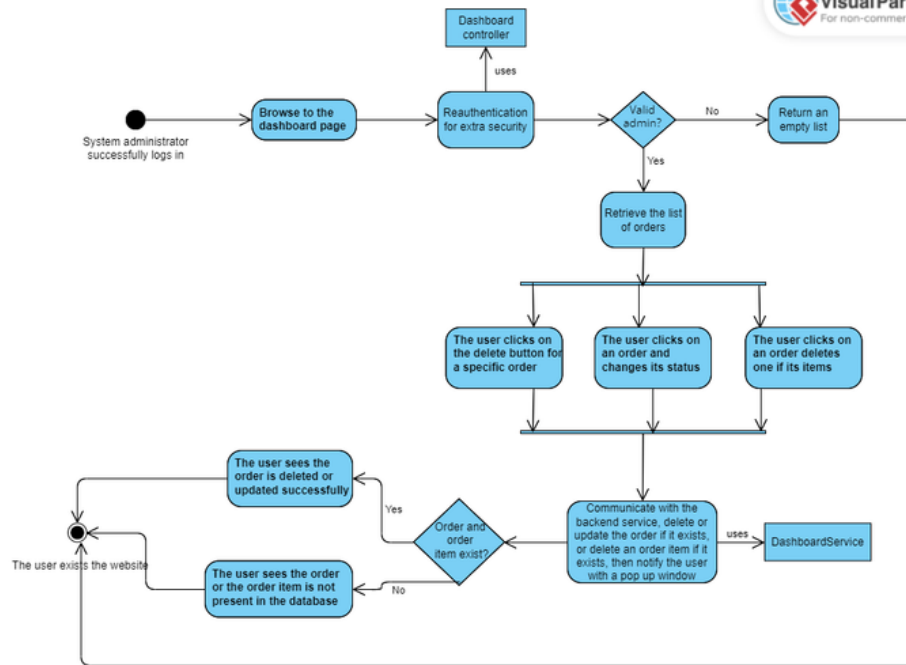 Dashboard
controller
For non-commer
uses
Browse to the
dashboard page
Reauthentication
for extra security
Valid
admin?
No
Return an
empty list
System administrator
successfully logs in
Yes
Retrieve the list
of orders
The user clicks on
the delete button for
a specific order
The user clicks on
an order and
changes its status
The user clicks on
an order deletes
one if its items
The user sees the
order is deleted or
updated successfully
Yes
Order and
order
item exist?
Communicate with the
backend service, delete or
update the order if it exists,
or delete an order item if it
exists, then notify the user
with a pop up window
uses
DashboardService
The user exists the website
The user sees the order
or the order item is not
present in the database
No